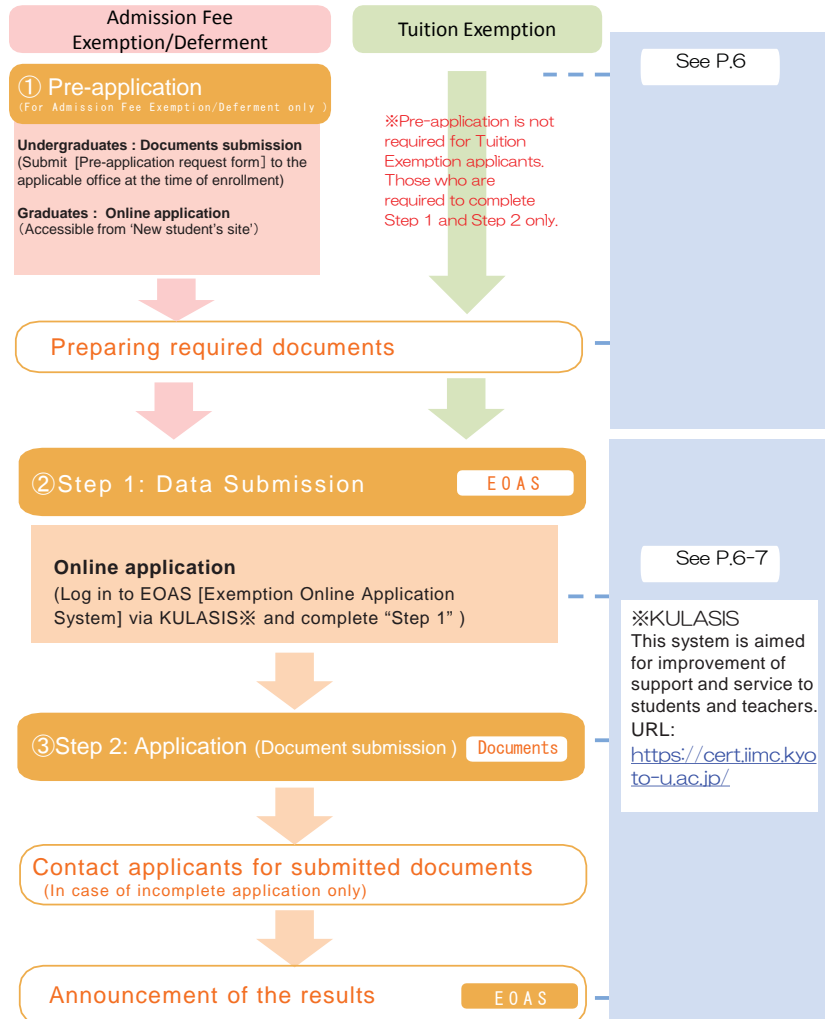 Admission Fee
Exemption/Deferment
Tuition Exemption
See P.6
① Pre-application
(For Admission Fee Exemption/Deferment only )
Undergraduates : Documents submission
(Submit [Pre-application request form] to the
applicable office at the time of enrollment)
Graduates : Online application
(Accessible from ‘New student's site’)
※Pre-application is not
required for Tuition
Exemption applicants.
Those who are
required to complete
Step 1 and Step 2 only.
Preparing required documents
②Step 1: Data Submission
EOAS
Online application
(Log in to EOAS [Exemption Online Application
System] via KULASIS※ and complete “Step 1” )
See P.6-7
※KULASIS
This system is aimed
for improvement of
support and service to
students and teachers.
URL:
https://cert.iimc.kyo
to-u.ac.jp/
③Step 2: Application (Document submission )
Documents
Contact applicants for submitted documents
(In case of incomplete application only)
Announcement of the results
EOAS